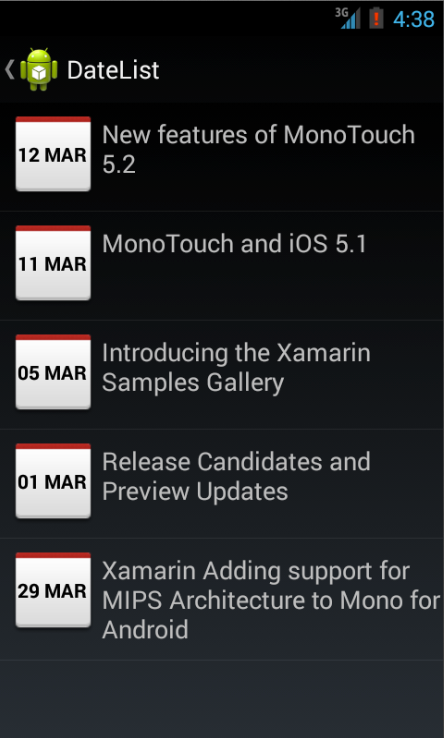 3G 4:38
DateList
12 MAR
New features of MonoTouch
5.2
11 MAR
MonoTouch and iOS 5.1
05 MAR
Introducing the Xamarin
Samples Gallery
01 MAR
Release Candidates and
Preview Updates
29 MAR
Xamarin Adding support for
MIPS Architecture to Mono for
Android